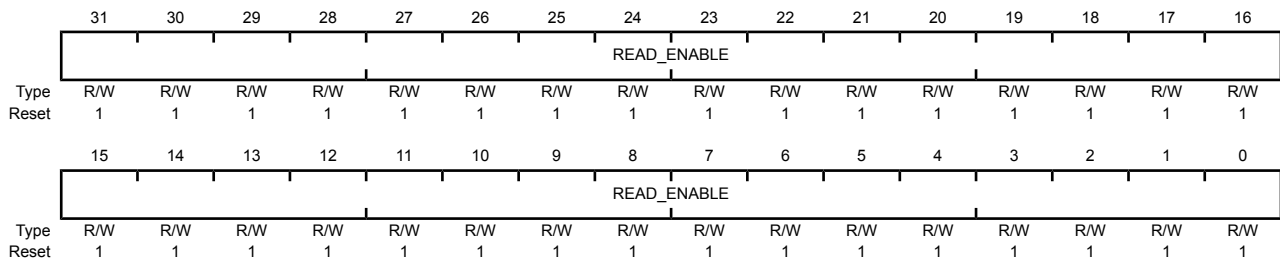 31 30 29 28 27 26 25 24 23 22 21 20 19 18 17 16
READ_ENABLE
Type R/W R/W R/W R/W R/W R/W R/W R/W R/W R/W R/W R/W R/W R/W R/W R/W
Reset 1 1 1 1 1 1 1 1 1 1 1 1 1 1 1 1
15 14 13 12 11 10 9 8 7 6 5 4 3 2 1 0
READ_ENABLE
Type R/W R/W R/W R/W R/W R/W R/W R/W R/W R/W R/W R/W R/W R/W R/W R/W
Reset 1 1 1 1 1 1 1 1 1 1 1 1 1 1 1 1